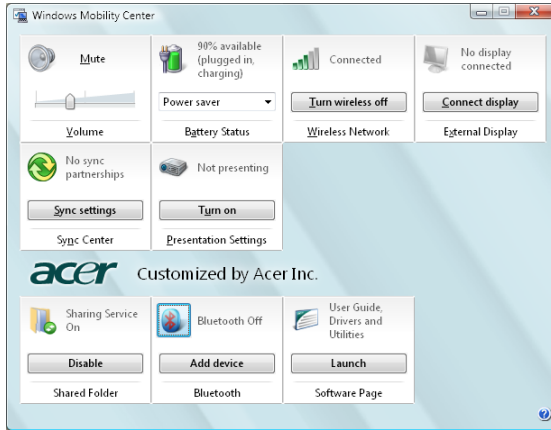 Windows Mobility Center
Mute
Volume
90% available
(plugged in,
charging)
Power saver
Battery Status
Connected
Turn wireless off
Wireless Network
No display
connected
Connect display
External Display
No sync
partnerships
Sync settings
Sync Center
Not presenting
Turn on
Presentation Settings
acer Customized by Acer Inc.
Sharing Service
On
Disable
Shared Folder
Bluetooth Off
Add device
Bluetooth
User Guide,
Drivers and
Utilities
Launch
Software Page